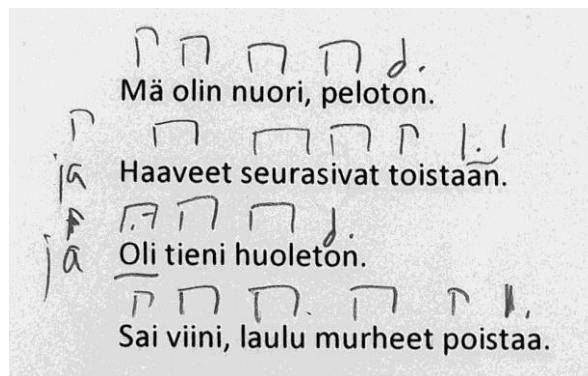 Mä olin nuori, peloton.
ja Haaveet seurasivat toistaan.
ja Oli tieni huoleton.
Sai viini, laulu murheet poistaa.